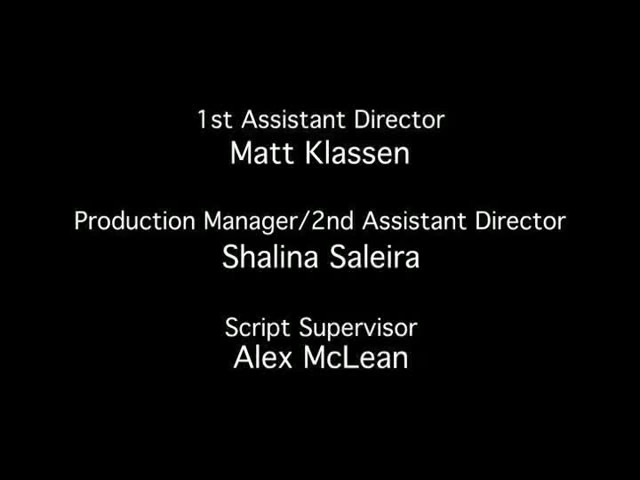 1st Assistant Director
Matt Klassen
Production Manager/2nd Assistant Director
Shalina Saleira
Script Supervisor
Alex McLean